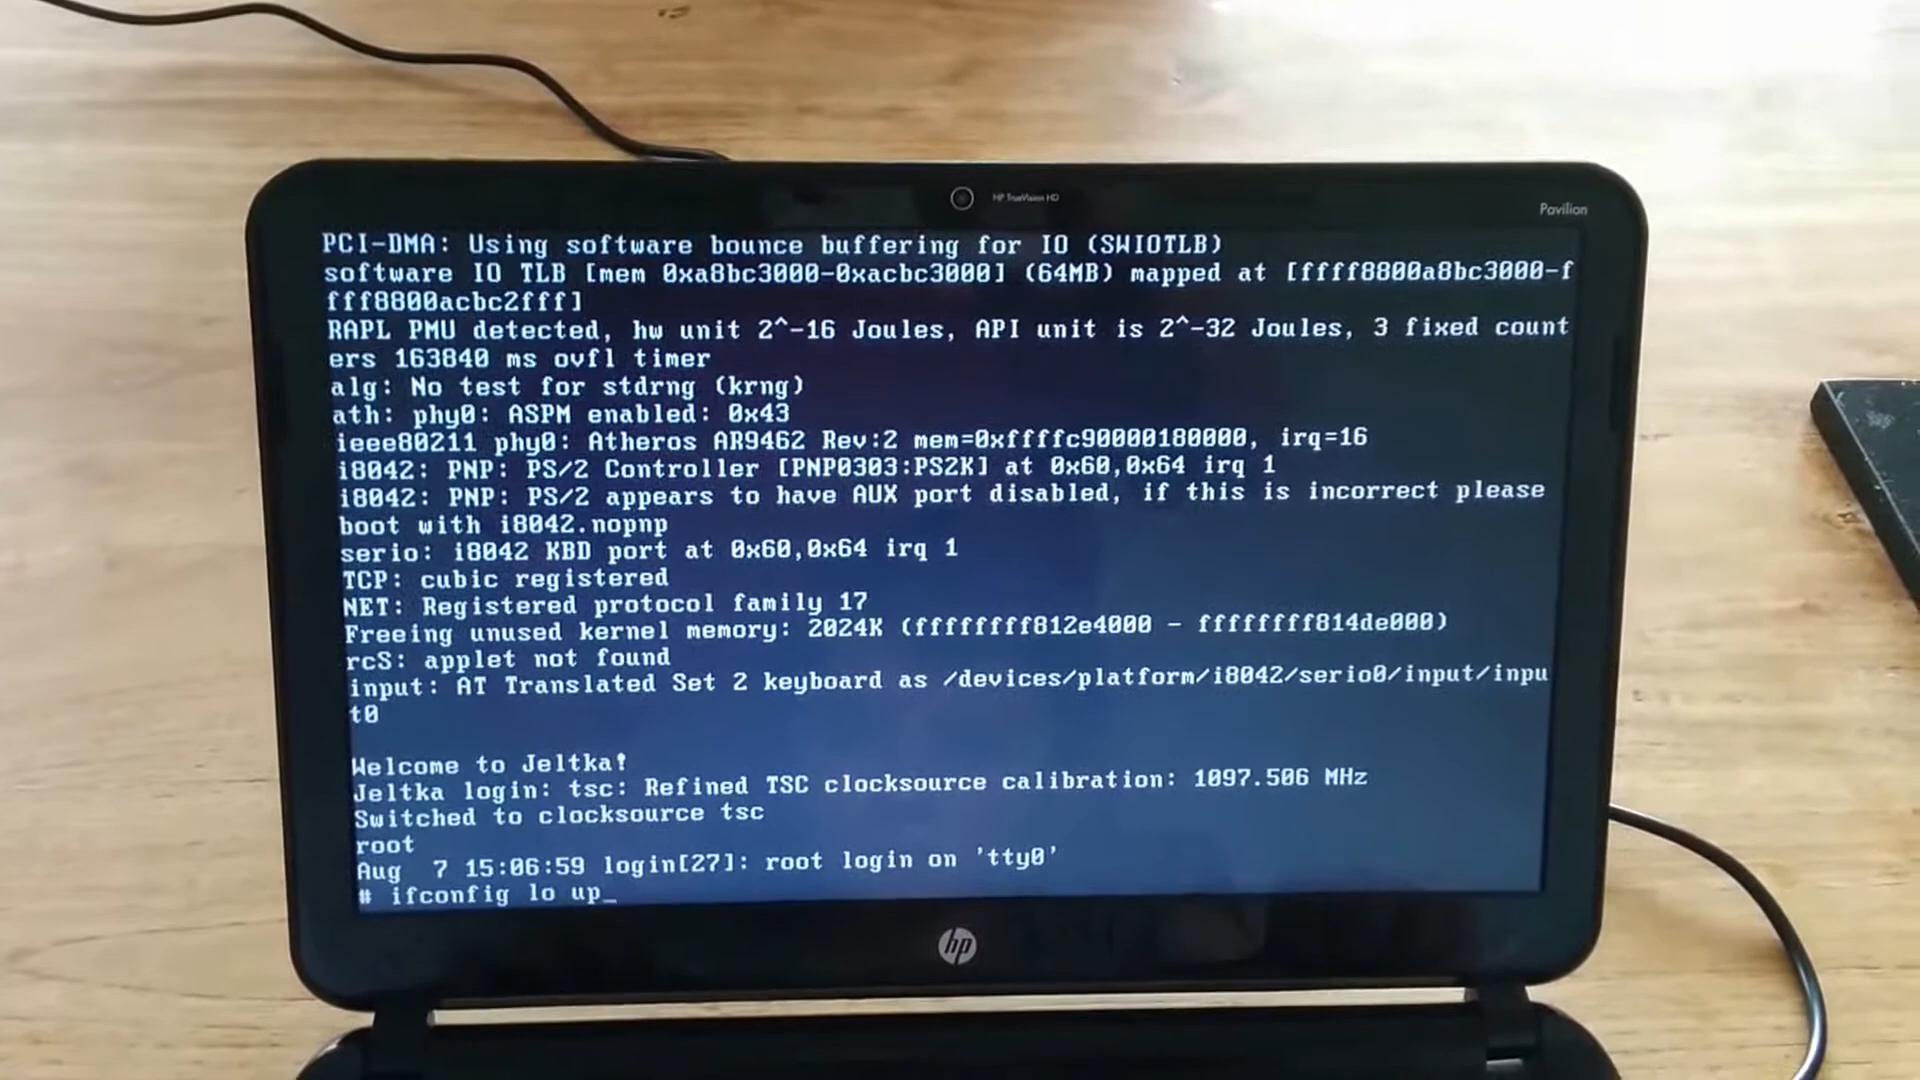 HP TrueVision HD
Pavilion
PCI-DMA: Using software bounce buffering for IO (SWIOTLB)
software IO TLB [mem 0xa8bc3000-0xacbc3000] (64MB) mapped at [ffff8800a8bc3000-f
fff8800acbc2fff]
RAPL PMU detected, hw unit 2^-16 Joules, API unit is 2^-32 Joules, 3 fixed count
ers 163840 ms ovfl timer
alg: No test for stdrng (krng)
ath: phy0: ASPM enabled: 0x43
ieee80211 phy0: Atheros AR9462 Rev:2 mem=0xffffc90000180000, irq=16
i8042: PNP: PS/2 Controller [PNP0303:PS2K] at 0x60,0x64 irq 1
i8042: PNP: PS/2 appears to have AUX port disabled, if this is incorrect please
boot with i8042.nopnp
serio: i8042 KBD port at 0x60,0x64 irq 1
TCP: cubic registered
NET: Registered protocol family 17
Freeing unused kernel memory: 2024K (ffffffff812e4000 - ffffffff814de000)
rcS: applet not found
input: AT Translated Set 2 keyboard as /devices/platform/i8042/serio0/input/inpu
t0
Welcome to Jeltka!
Jeltka login: tsc: Refined TSC clocksource calibration: 1097.506 MHz
Switched to clocksource tsc
root
Aug  7 15:06:59 login[27]: root login on 'tty0'
# ifconfig lo up_
hp